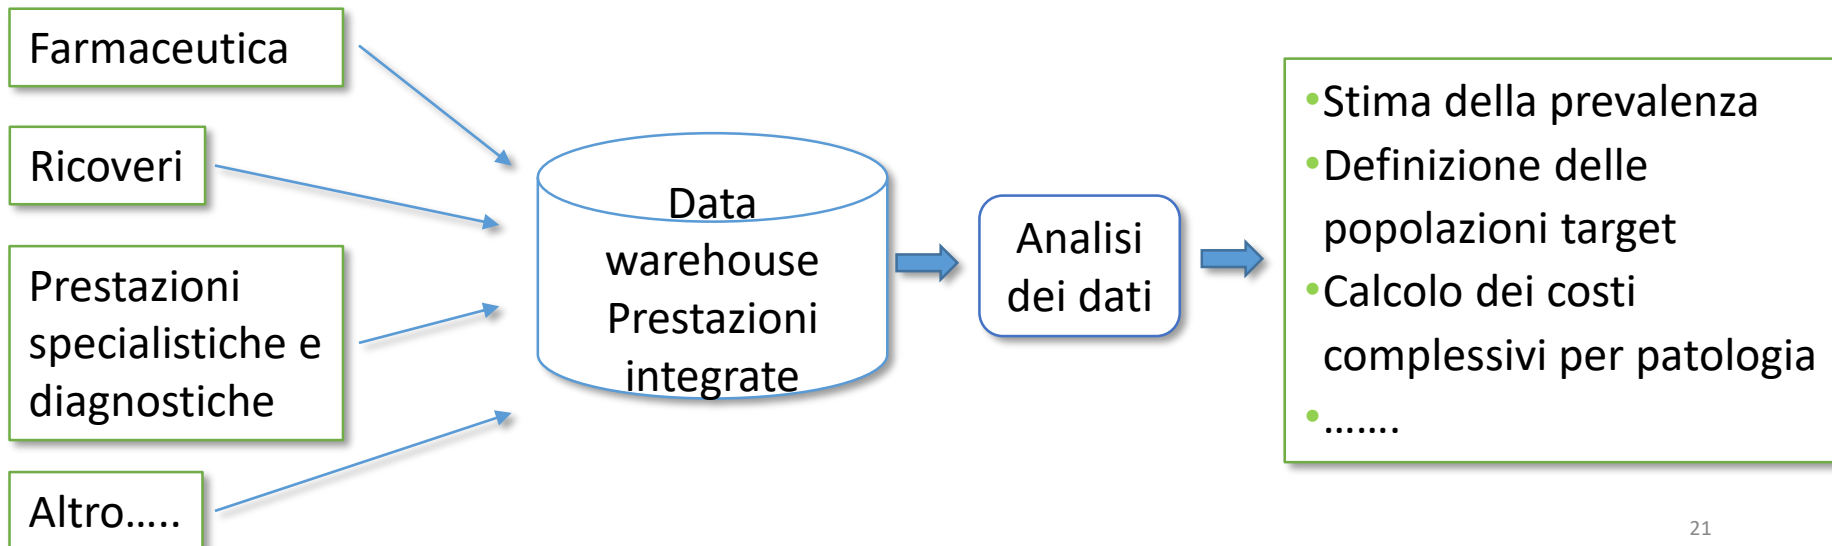 Farmaceutica
Ricoveri
Prestazioni
specialistiche e
diagnostiche
Altro…..
Data
warehouse
Prestazioni
integrate
Analisi
dei dati
•Stima della prevalenza
•Definizione delle
popolazioni target
•Calcolo dei costi
complessivi per patologia
•…….
21